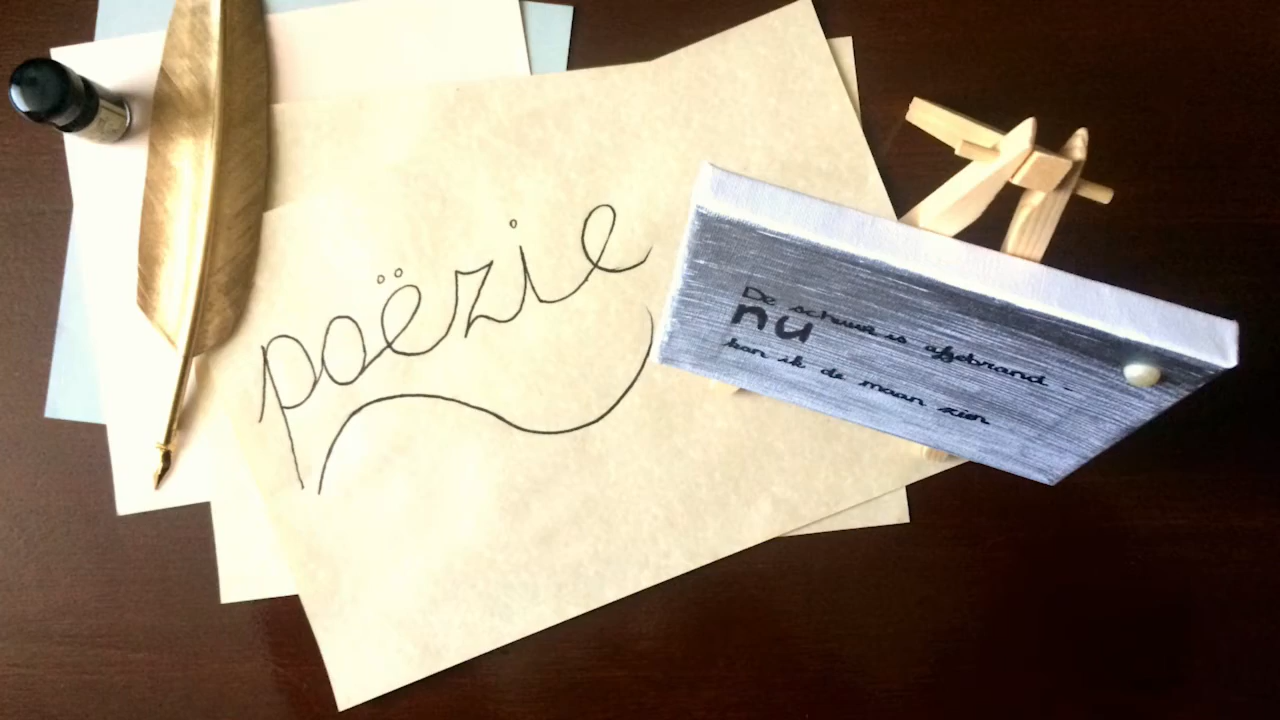 poëzie
De schuur is afgebrand -
nu
kan ik de maan zien